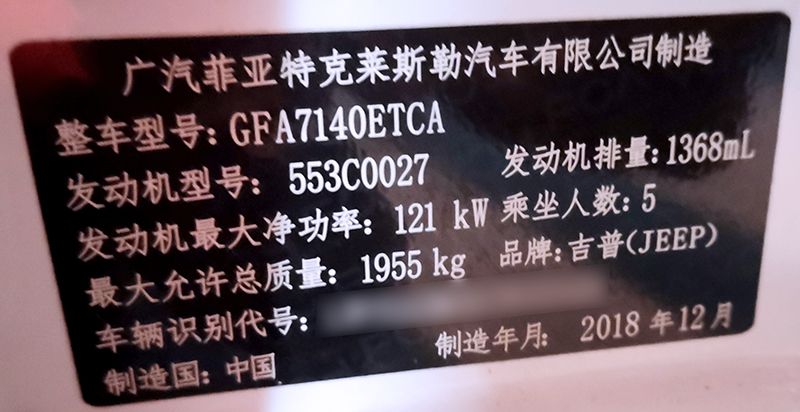 广汽菲亚特克莱斯勒汽车有限公司制造
整车型号: GFA7140ETCA
发动机型号: 553C0027 发动机排量: 1368mL
发动机最大净功率: 121 kW 乘坐人数: 5
最大允许总质量: 1955 kg 品牌: 吉普(JEEP)
车辆识别代号:
制造国: 中国 制造年月: 2018 年 12 月